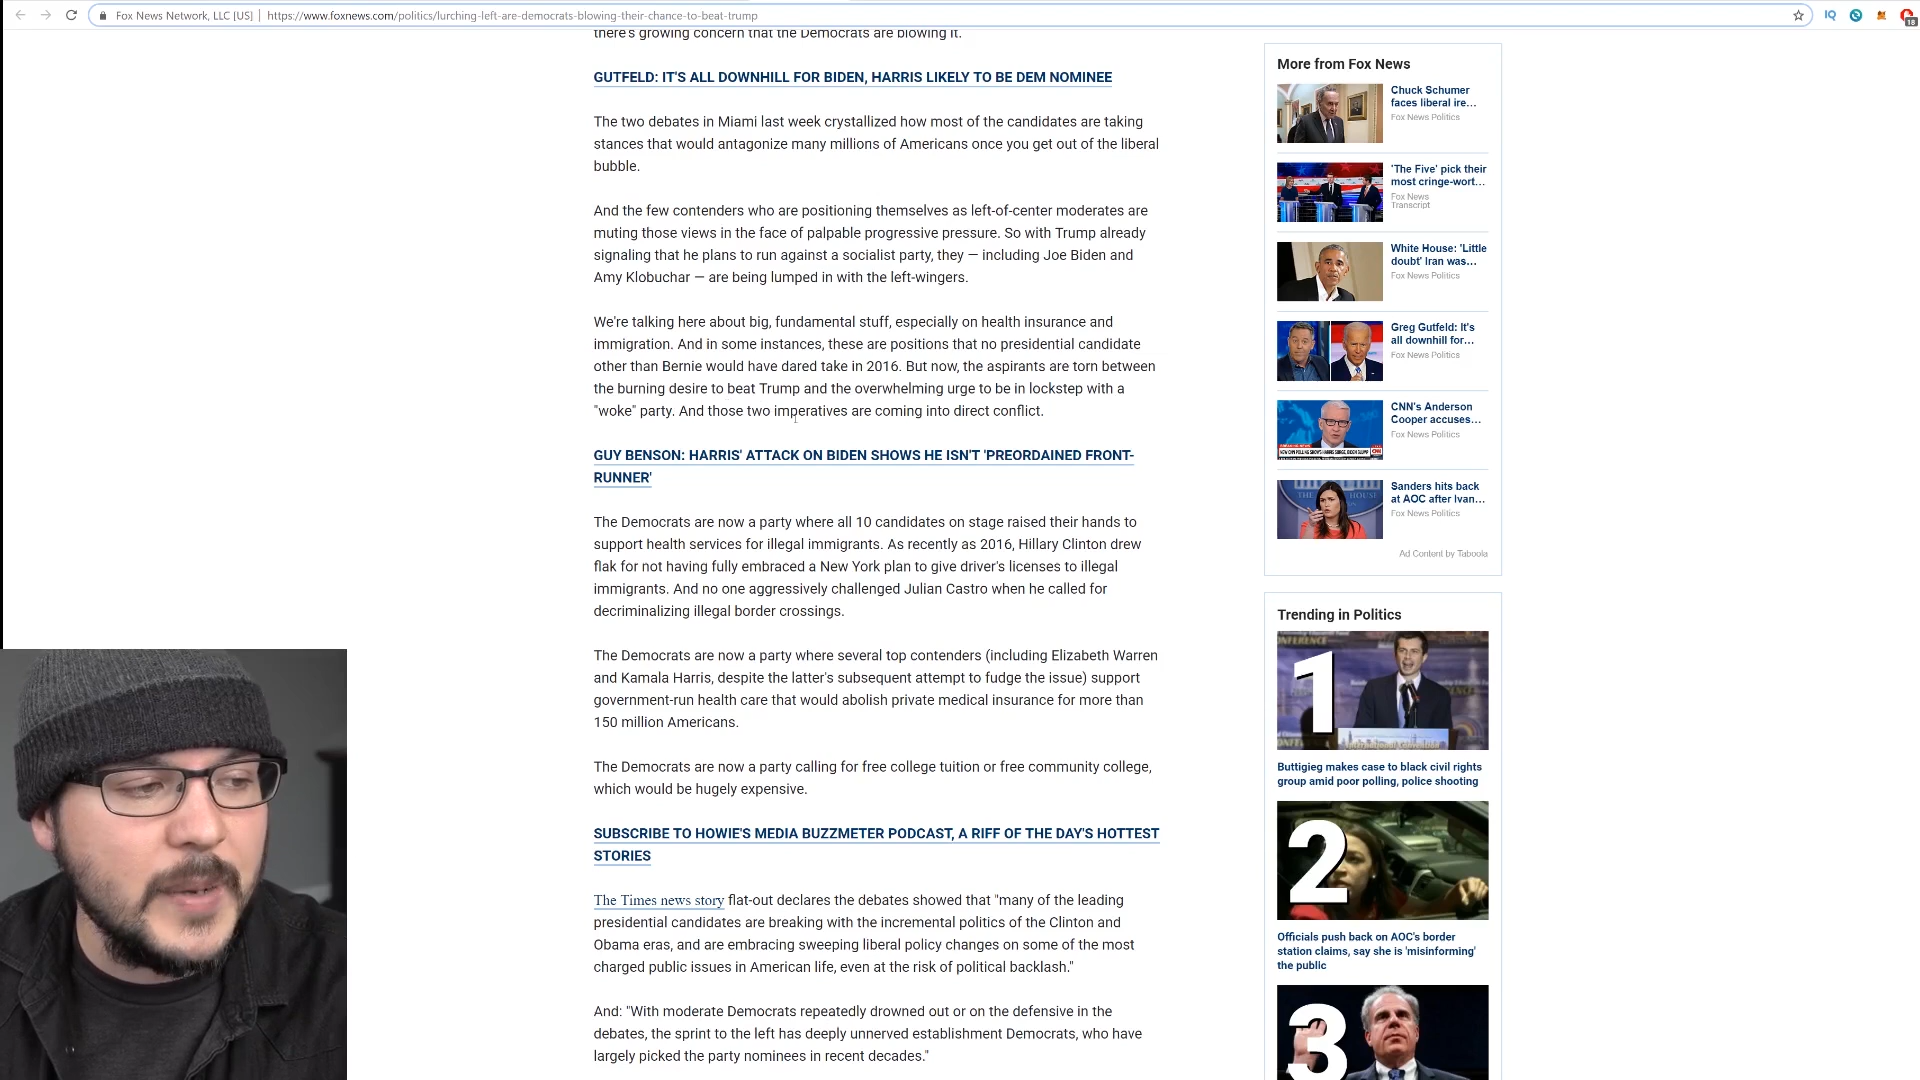 Fox News Network, LLC [US] | https://www.foxnews.com/politics/lurching-left-are-democrats-blowing-their-chance-to-beat-trump
IQ
18
there's growing concern that the Democrats are blowing it.
GUTFELD: IT'S ALL DOWNHILL FOR BIDEN, HARRIS LIKELY TO BE DEM NOMINEE
The two debates in Miami last week crystallized how most of the candidates are taking
stances that would antagonize many millions of Americans once you get out of the liberal
bubble.
And the few contenders who are positioning themselves as left-of-center moderates are
muting those views in the face of palpable progressive pressure. So with Trump already
signaling that he plans to run against a socialist party, they — including Joe Biden and
Amy Klobuchar — are being lumped in with the left-wingers.
We're talking here about big, fundamental stuff, especially on health insurance and
immigration. And in some instances, these are positions that no presidential candidate
other than Bernie would have dared take in 2016. But now, the aspirants are torn between
the burning desire to beat Trump and the overwhelming urge to be in lockstep with a
"woke" party. And those two imperatives are coming into direct conflict.
GUY BENSON: HARRIS' ATTACK ON BIDEN SHOWS HE ISN'T 'PREORDAINED FRONT-
RUNNER'
The Democrats are now a party where all 10 candidates on stage raised their hands to
support health services for illegal immigrants. As recently as 2016, Hillary Clinton drew
flak for not having fully embraced a New York plan to give driver's licenses to illegal
immigrants. And no one aggressively challenged Julian Castro when he called for
decriminalizing illegal border crossings.
The Democrats are now a party where several top contenders (including Elizabeth Warren
and Kamala Harris, despite the latter's subsequent attempt to fudge the issue) support
government-run health care that would abolish private medical insurance for more than
150 million Americans.
The Democrats are now a party calling for free college tuition or free community college,
which would be hugely expensive.
SUBSCRIBE TO HOWIE'S MEDIA BUZZMETER PODCAST, A RIFF OF THE DAY'S HOTTEST
STORIES
The Times news story flat-out declares the debates showed that "many of the leading
presidential candidates are breaking with the incremental politics of the Clinton and
Obama eras, and are embracing sweeping liberal policy changes on some of the most
charged public issues in American life, even at the risk of political backlash."
And: "With moderate Democrats repeatedly drowned out or on the defensive in the
debates, the sprint to the left has deeply unnerved establishment Democrats, who have
largely picked the party nominees in recent decades."
More from Fox News
Chuck Schumer
faces liberal ire...
Fox News Politics
'The Five' pick their
most cringe-wort...
Fox News
Transcript
White House: 'Little
doubt' Iran was...
Fox News Politics
Greg Gutfeld: It's
all downhill for...
Fox News Politics
CNN's Anderson
Cooper accuses...
Fox News Politics
CNN
Sanders hits back
at AOC after Ivan...
Fox News Politics
Ad Content by Taboola
Trending in Politics
1
Buttigieg makes case to black civil rights
group amid poor polling, police shooting
2
Officials push back on AOC's border
station claims, say she is 'misinforming'
the public
3